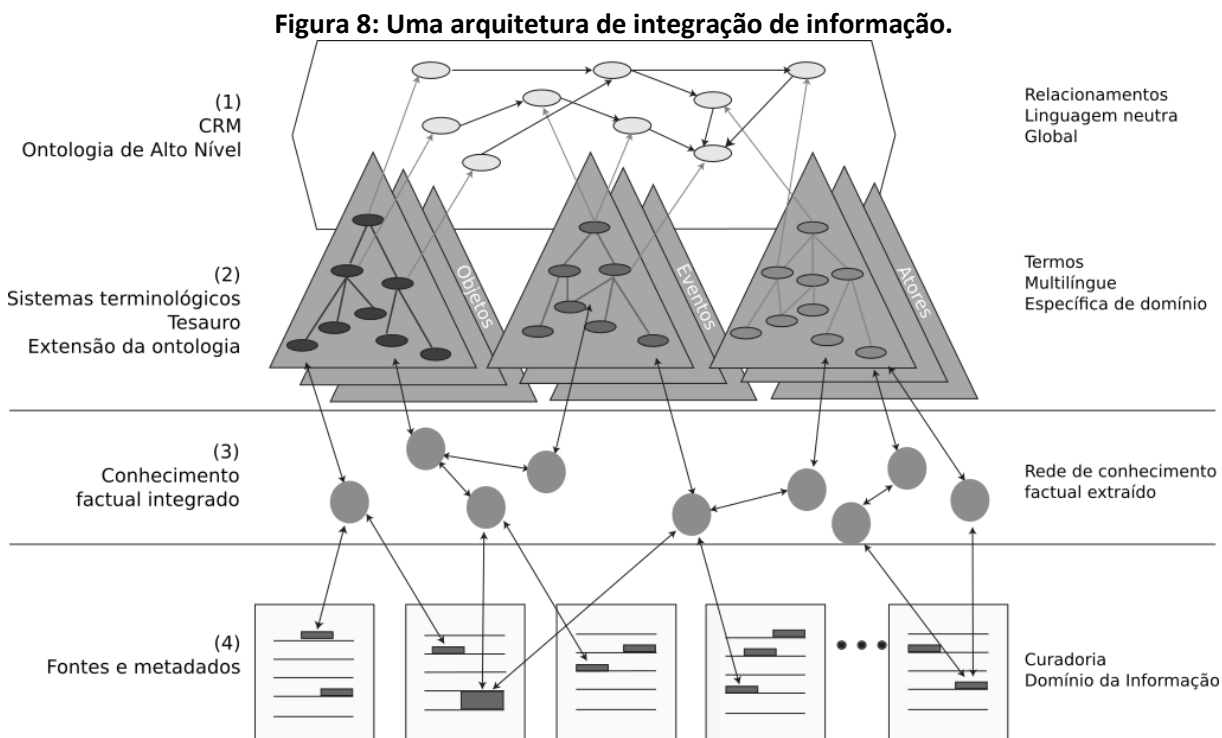 Figura 8: Uma arquitetura de integração de informação.
(1)
CRM
Ontologia de Alto Nível
Relacionamentos
Linguagem neutra
Global
(2)
Sistemas terminológicos
Tesauro
Extensão da ontologia
Objetos
Eventos
Atores
Termos
Multilíngue
Específica de domínio
(3)
Conhecimento
factual integrado
Rede de conhecimento
factual extraído
(4)
Fontes e metadados
Curadoria
Domínio da Informação